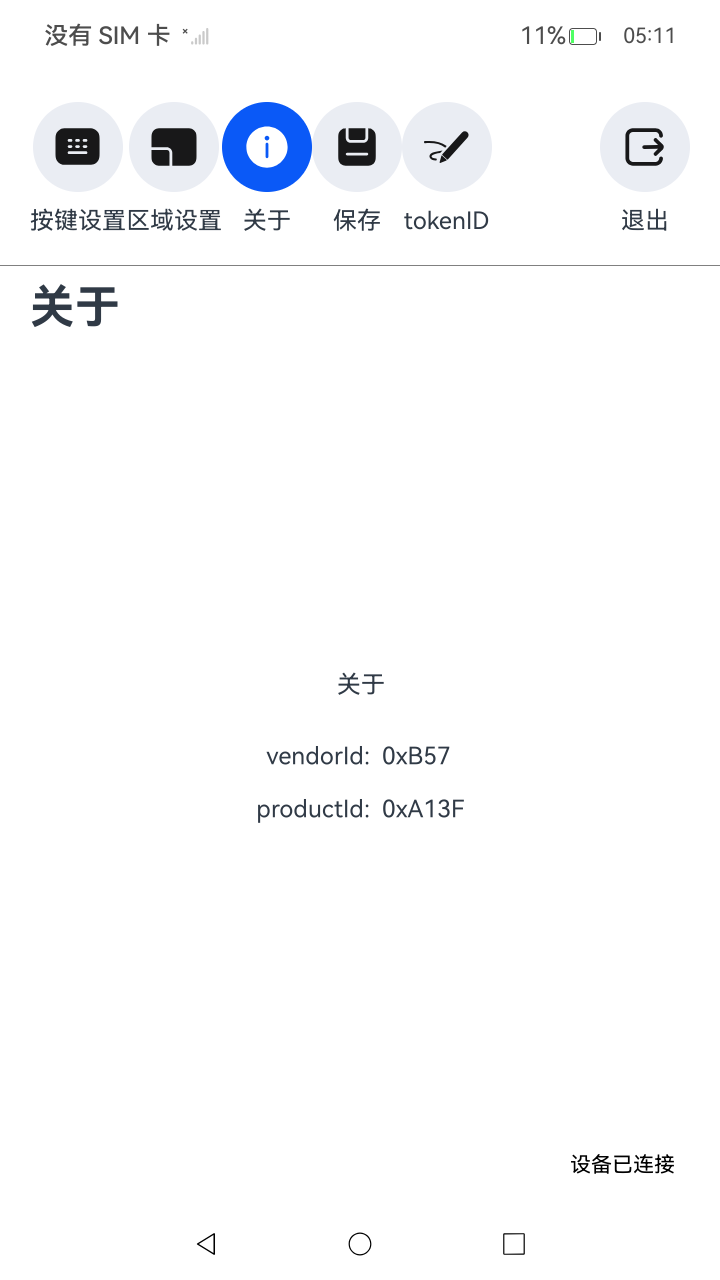 没有 SIM 卡 11% 05:11
按键设置 区域设置 关于 保存 tokenID 退出
关于
关于
vendorId: 0xB57
productId: 0xA13F
设备已连接